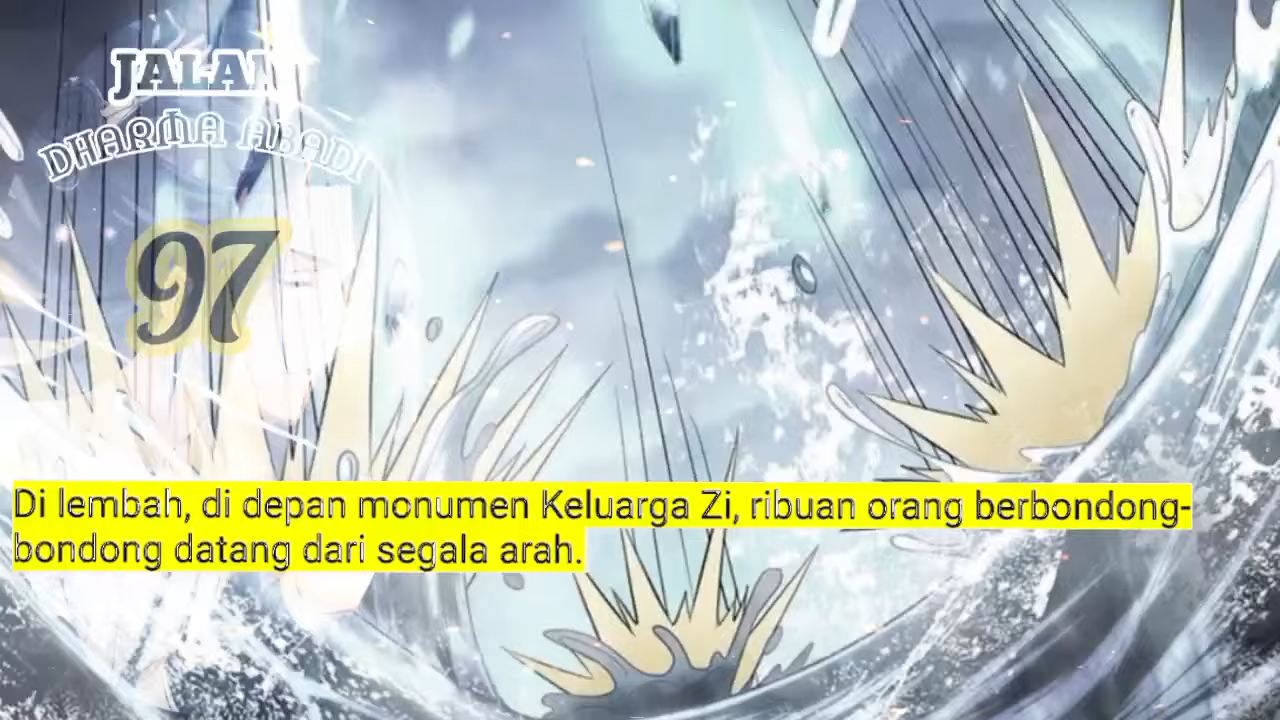 JALAN
DHARMA ABADI
97
Di lembah, di depan monumen Keluarga Zi, ribuan orang berbondong-
bondong datang dari segala arah.